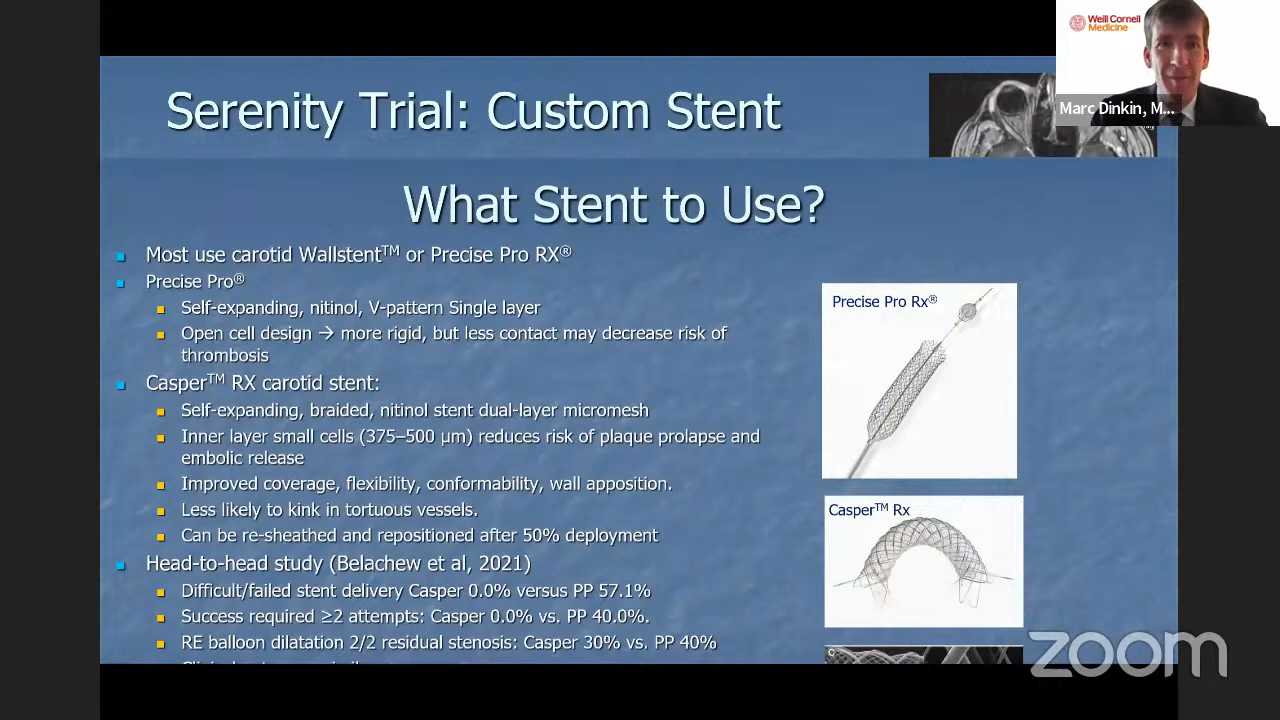 Weill Cornell
Medicine
Marc Dinkin, M...
Serenity Trial: Custom Stent
What Stent to Use?
Most use carotid Wallstent™ or Precise Pro RX®
Precise Pro®
Self-expanding, nitinol, V-pattern Single layer
Open cell design → more rigid, but less contact may decrease risk of
thrombosis
Casper™ RX carotid stent:
Self-expanding, braided, nitinol stent dual-layer micromesh
Inner layer small cells (375–500 µm) reduces risk of plaque prolapse and
embolic release
Improved coverage, flexibility, conformability, wall apposition.
Less likely to kink in tortuous vessels.
Can be re-sheathed and repositioned after 50% deployment
Head-to-head study (Belachew et al, 2021)
Difficult/failed stent delivery Casper 0.0% versus PP 57.1%
Success required ≥2 attempts: Casper 0.0% vs. PP 40.0%.
RE balloon dilatation 2/2 residual stenosis: Casper 30% vs. PP 40%
Precise Pro Rx®
Casper™ Rx
zoom